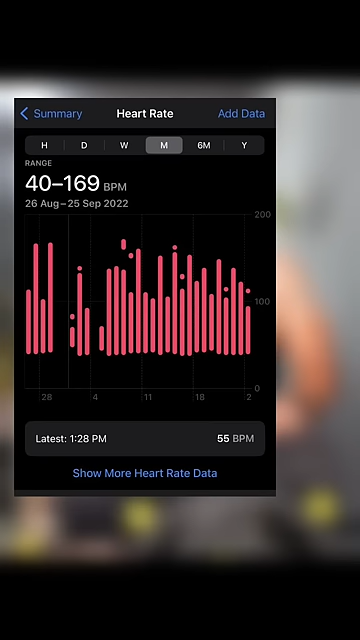 Summary Heart Rate Add Data
H D W M 6M Y
RANGE
40–169 BPM
26 Aug–25 Sep 2022
200
100
0
28 4 11 18 2
Latest: 1:28 PM 55 BPM
Show More Heart Rate Data